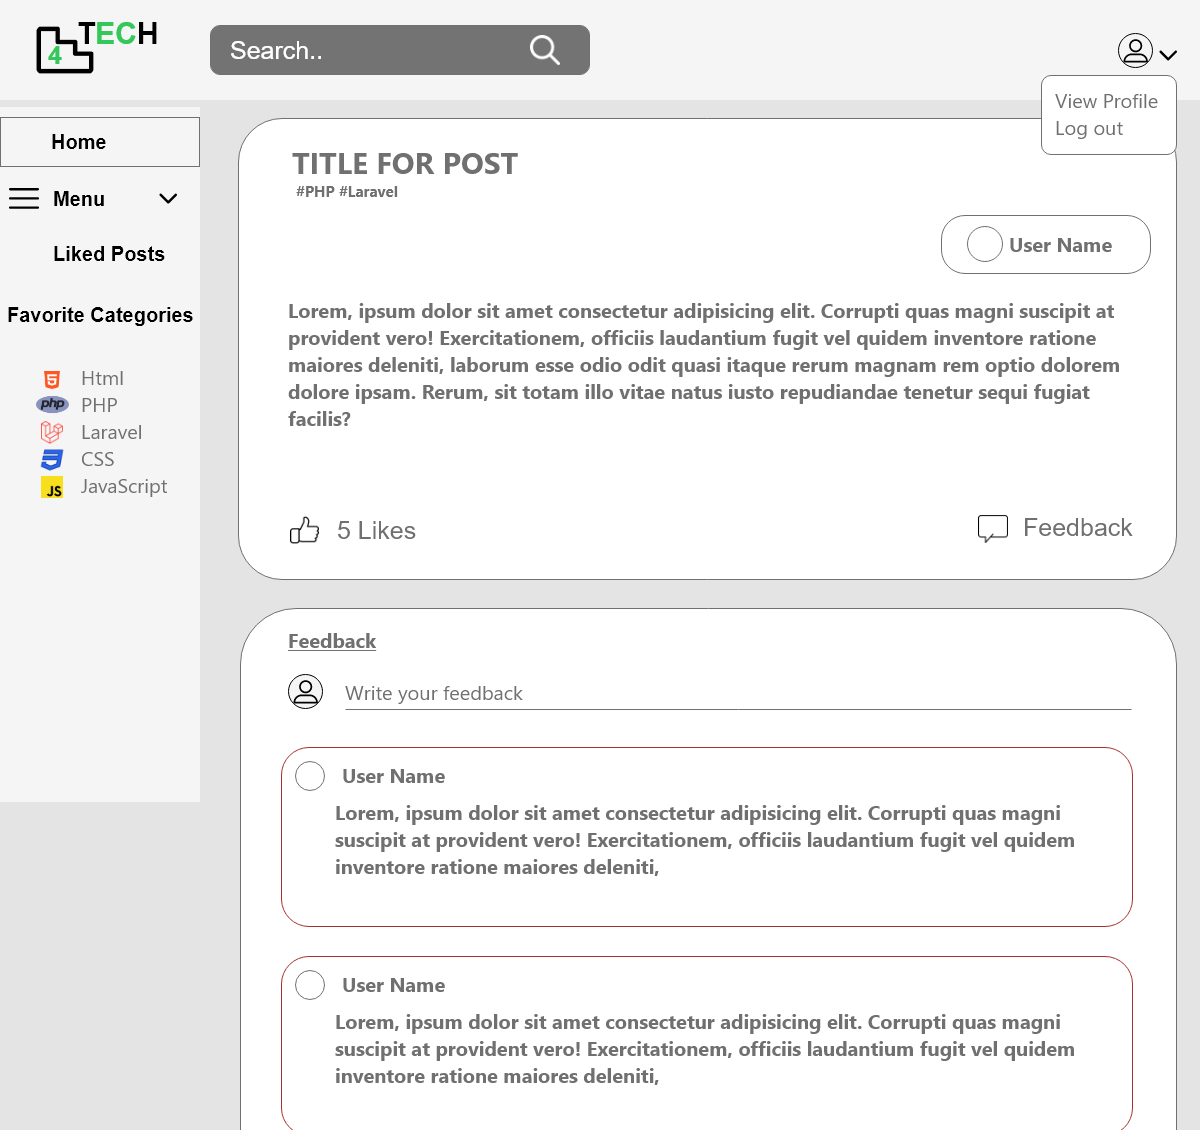 4 TECH
Search..
View Profile
Log out
Home
Menu
Liked Posts
Favorite Categories
Html
php PHP
Laravel
CSS
JS JavaScript
TITLE FOR POST
#PHP #Laravel
User Name
Lorem, ipsum dolor sit amet consectetur adipisicing elit. Corrupti quas magni suscipit at
provident vero! Exercitationem, officiis laudantium fugit vel quidem inventore ratione
maiores deleniti, laborum esse odio odit quasi itaque rerum magnam rem optio dolorem
dolore ipsam. Rerum, sit totam illo vitae natus iusto repudiandae tenetur sequi fugiat
facilis?
5 Likes
Feedback
Feedback
Write your feedback
User Name
Lorem, ipsum dolor sit amet consectetur adipisicing elit. Corrupti quas magni
suscipit at provident vero! Exercitationem, officiis laudantium fugit vel quidem
inventore ratione maiores deleniti,
User Name
Lorem, ipsum dolor sit amet consectetur adipisicing elit. Corrupti quas magni
suscipit at provident vero! Exercitationem, officiis laudantium fugit vel quidem
inventore ratione maiores deleniti,